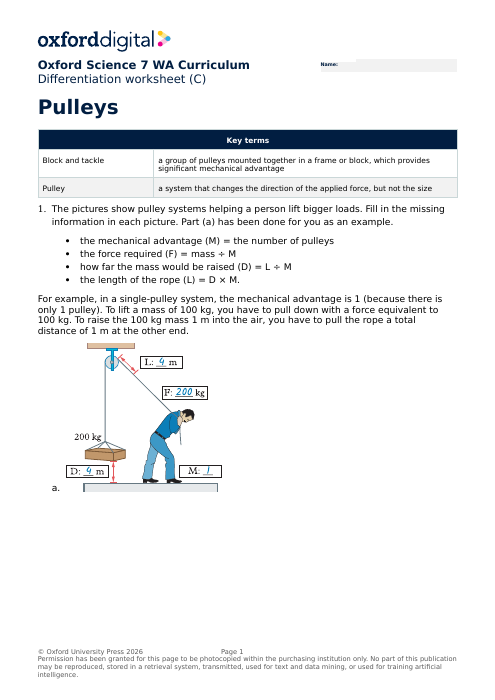 oxforddigital
Oxford Science 7 WA Curriculum
Name:
Differentiation worksheet (C)
Pulleys
Key terms
Block and tackle
a group of pulleys mounted together in a frame or block, which provides
significant mechanical advantage
Pulley
a system that changes the direction of the applied force, but not the size
1. The pictures show pulley systems helping a person lift bigger loads. Fill in the missing
information in each picture. Part (a) has been done for you as an example.
• the mechanical advantage (M) = the number of pulleys
• the force required (F) = mass ÷ M
• how far the mass would be raised (D) = L ÷ M
• the length of the rope (L) = D × M.
For example, in a single-pulley system, the mechanical advantage is 1 (because there is
only 1 pulley). To lift a mass of 100 kg, you have to pull down with a force equivalent to
100 kg. To raise the 100 kg mass 1 m into the air, you have to pull the rope a total
distance of 1 m at the other end.
L: 4 m
F: 200 kg
200 kg
D: 4 m
M: 1
a.
© Oxford University Press 2026 Page 1
Permission has been granted for this page to be photocopied within the purchasing institution only. No part of this publication
may be reproduced, stored in a retrieval system, transmitted, used for text and data mining, or used for training artificial
intelligence.